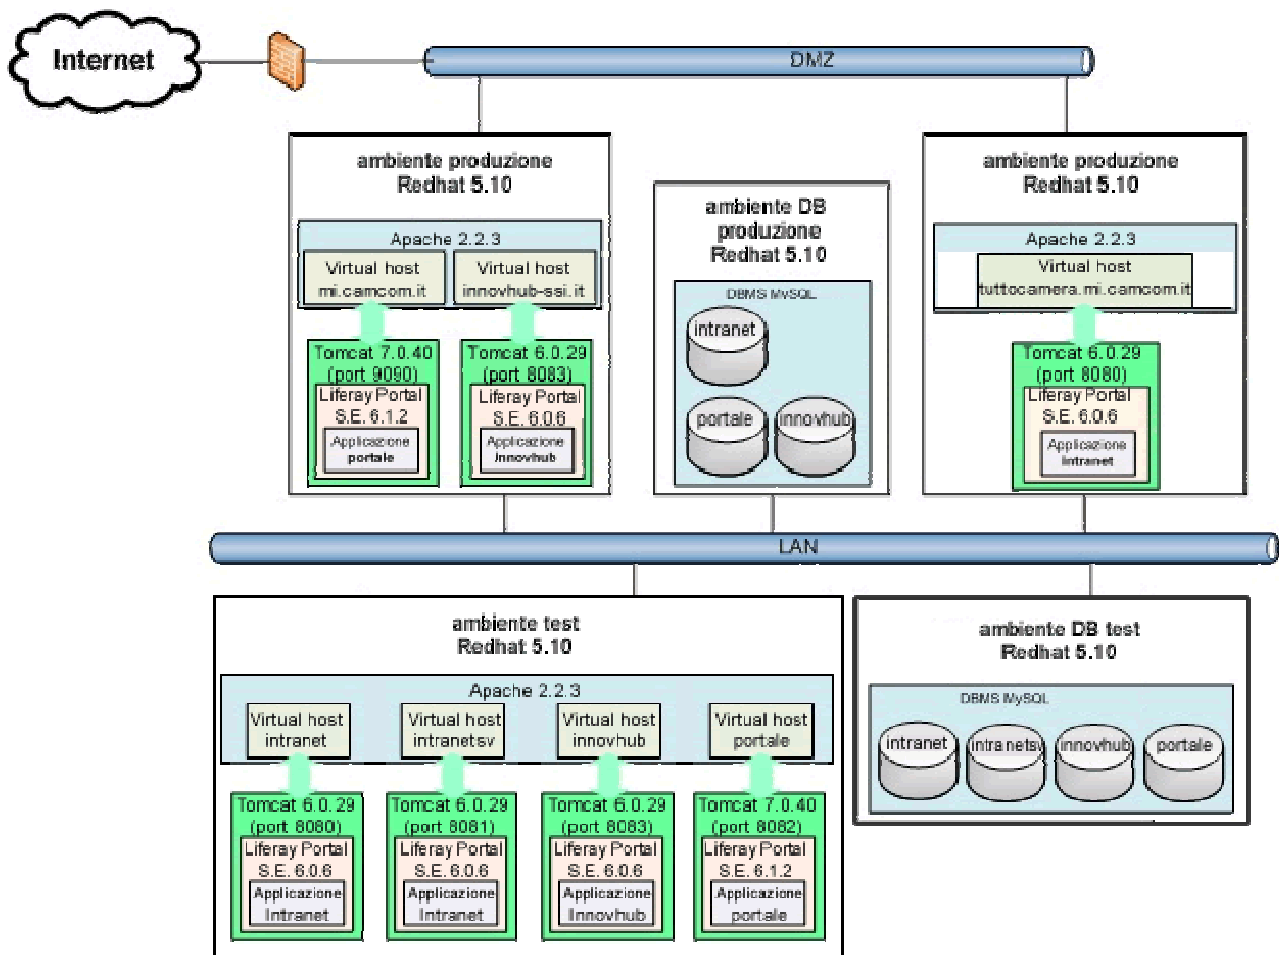 Internet
DMZ
ambiente produzione
Redhat 5.10
Apache 2.2.3
Virtual host
mi.camcom.it
Virtual host
innovhub-ssi.it
Tomcat 7.0.40
(port 9090)
Liferay Portal
S.E. 6.1.2
Applicazione
portale
Tomcat 6.0.29
(port 8083)
Liferay Portal
S.E. 6.0.6
Applicazione
Innovhub
ambiente DB
produzione
Redhat 5.10
DBMS MySQL
intranet
portale
innovhub
ambiente produzione
Redhat 5.10
Apache 2.2.3
Virtual host
tuttocamera.mi.camcom.it
Tomcat 6.0.29
(port 8080)
Liferay Portal
S.E. 6.0.6
Applicazione
Intranet
LAN
ambiente test
Redhat 5.10
Apache 2.2.3
Virtual host
intranet
Virtual host
intranetsv
Virtual host
innovhub
Virtual host
portale
Tomcat 6.0.29
(port 8080)
Liferay Portal
S.E. 6.0.6
Applicazione
Intranet
Tomcat 6.0.29
(port 8081)
Liferay Portal
S.E. 6.0.6
Applicazione
Intranet
Tomcat 6.0.29
(port 8083)
Liferay Portal
S.E. 6.0.6
Applicazione
Innovhub
Tomcat 7.0.40
(port 8082)
Liferay Portal
S.E. 6.1.2
Applicazione
portale
ambiente DB test
Redhat 5.10
DBMS MySQL
intranet
intranetsv
innovhub
portale